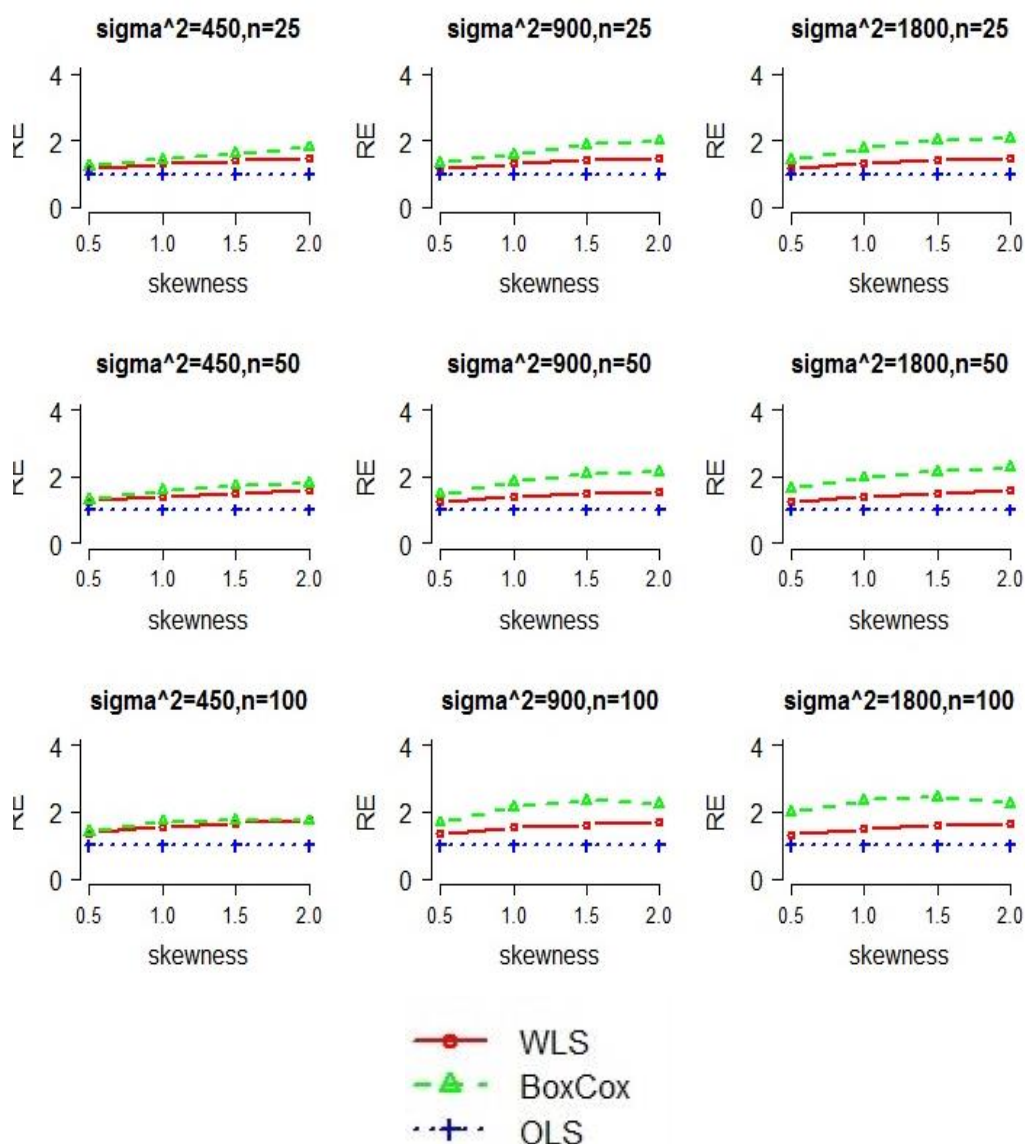 sigma^2=450,n=25
sigma^2=900,n=25
sigma^2=1800,n=25
RE
4
2
0
0.5 1.0 1.5 2.0
skewness
RE
4
2
0
0.5 1.0 1.5 2.0
skewness
RE
4
2
0
0.5 1.0 1.5 2.0
skewness
sigma^2=450,n=50
sigma^2=900,n=50
sigma^2=1800,n=50
RE
4
2
0
0.5 1.0 1.5 2.0
skewness
RE
4
2
0
0.5 1.0 1.5 2.0
skewness
RE
4
2
0
0.5 1.0 1.5 2.0
skewness
sigma^2=450,n=100
sigma^2=900,n=100
sigma^2=1800,n=100
RE
4
2
0
0.5 1.0 1.5 2.0
skewness
RE
4
2
0
0.5 1.0 1.5 2.0
skewness
RE
4
2
0
0.5 1.0 1.5 2.0
skewness
WLS
BoxCox
OLS